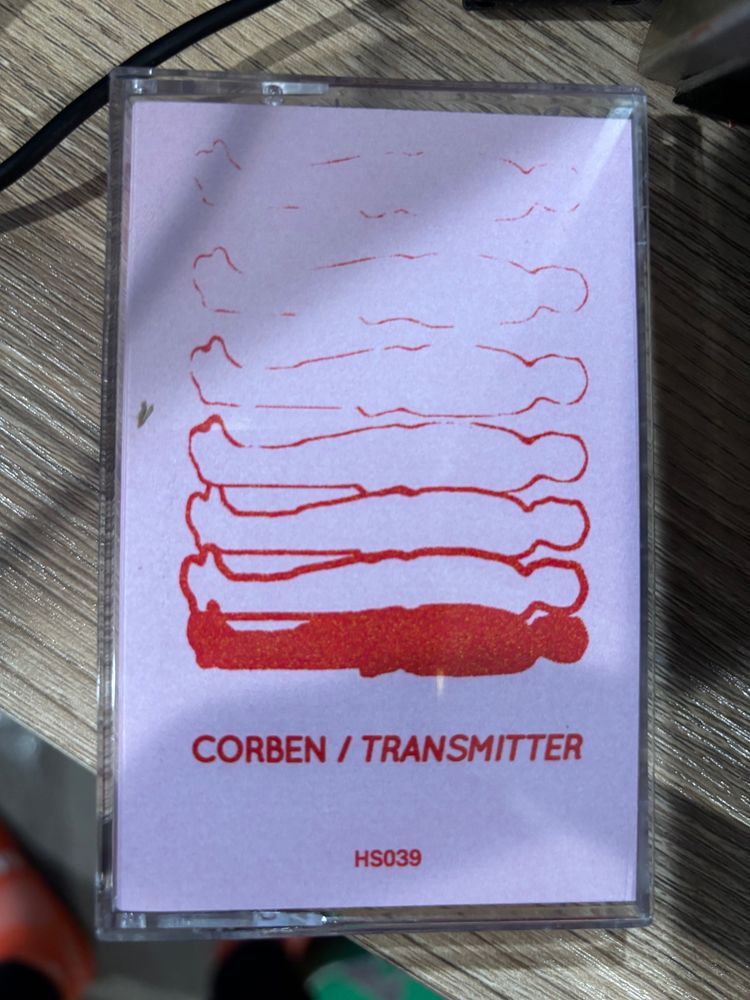 CORBEN / TRANSMITTER
HS039